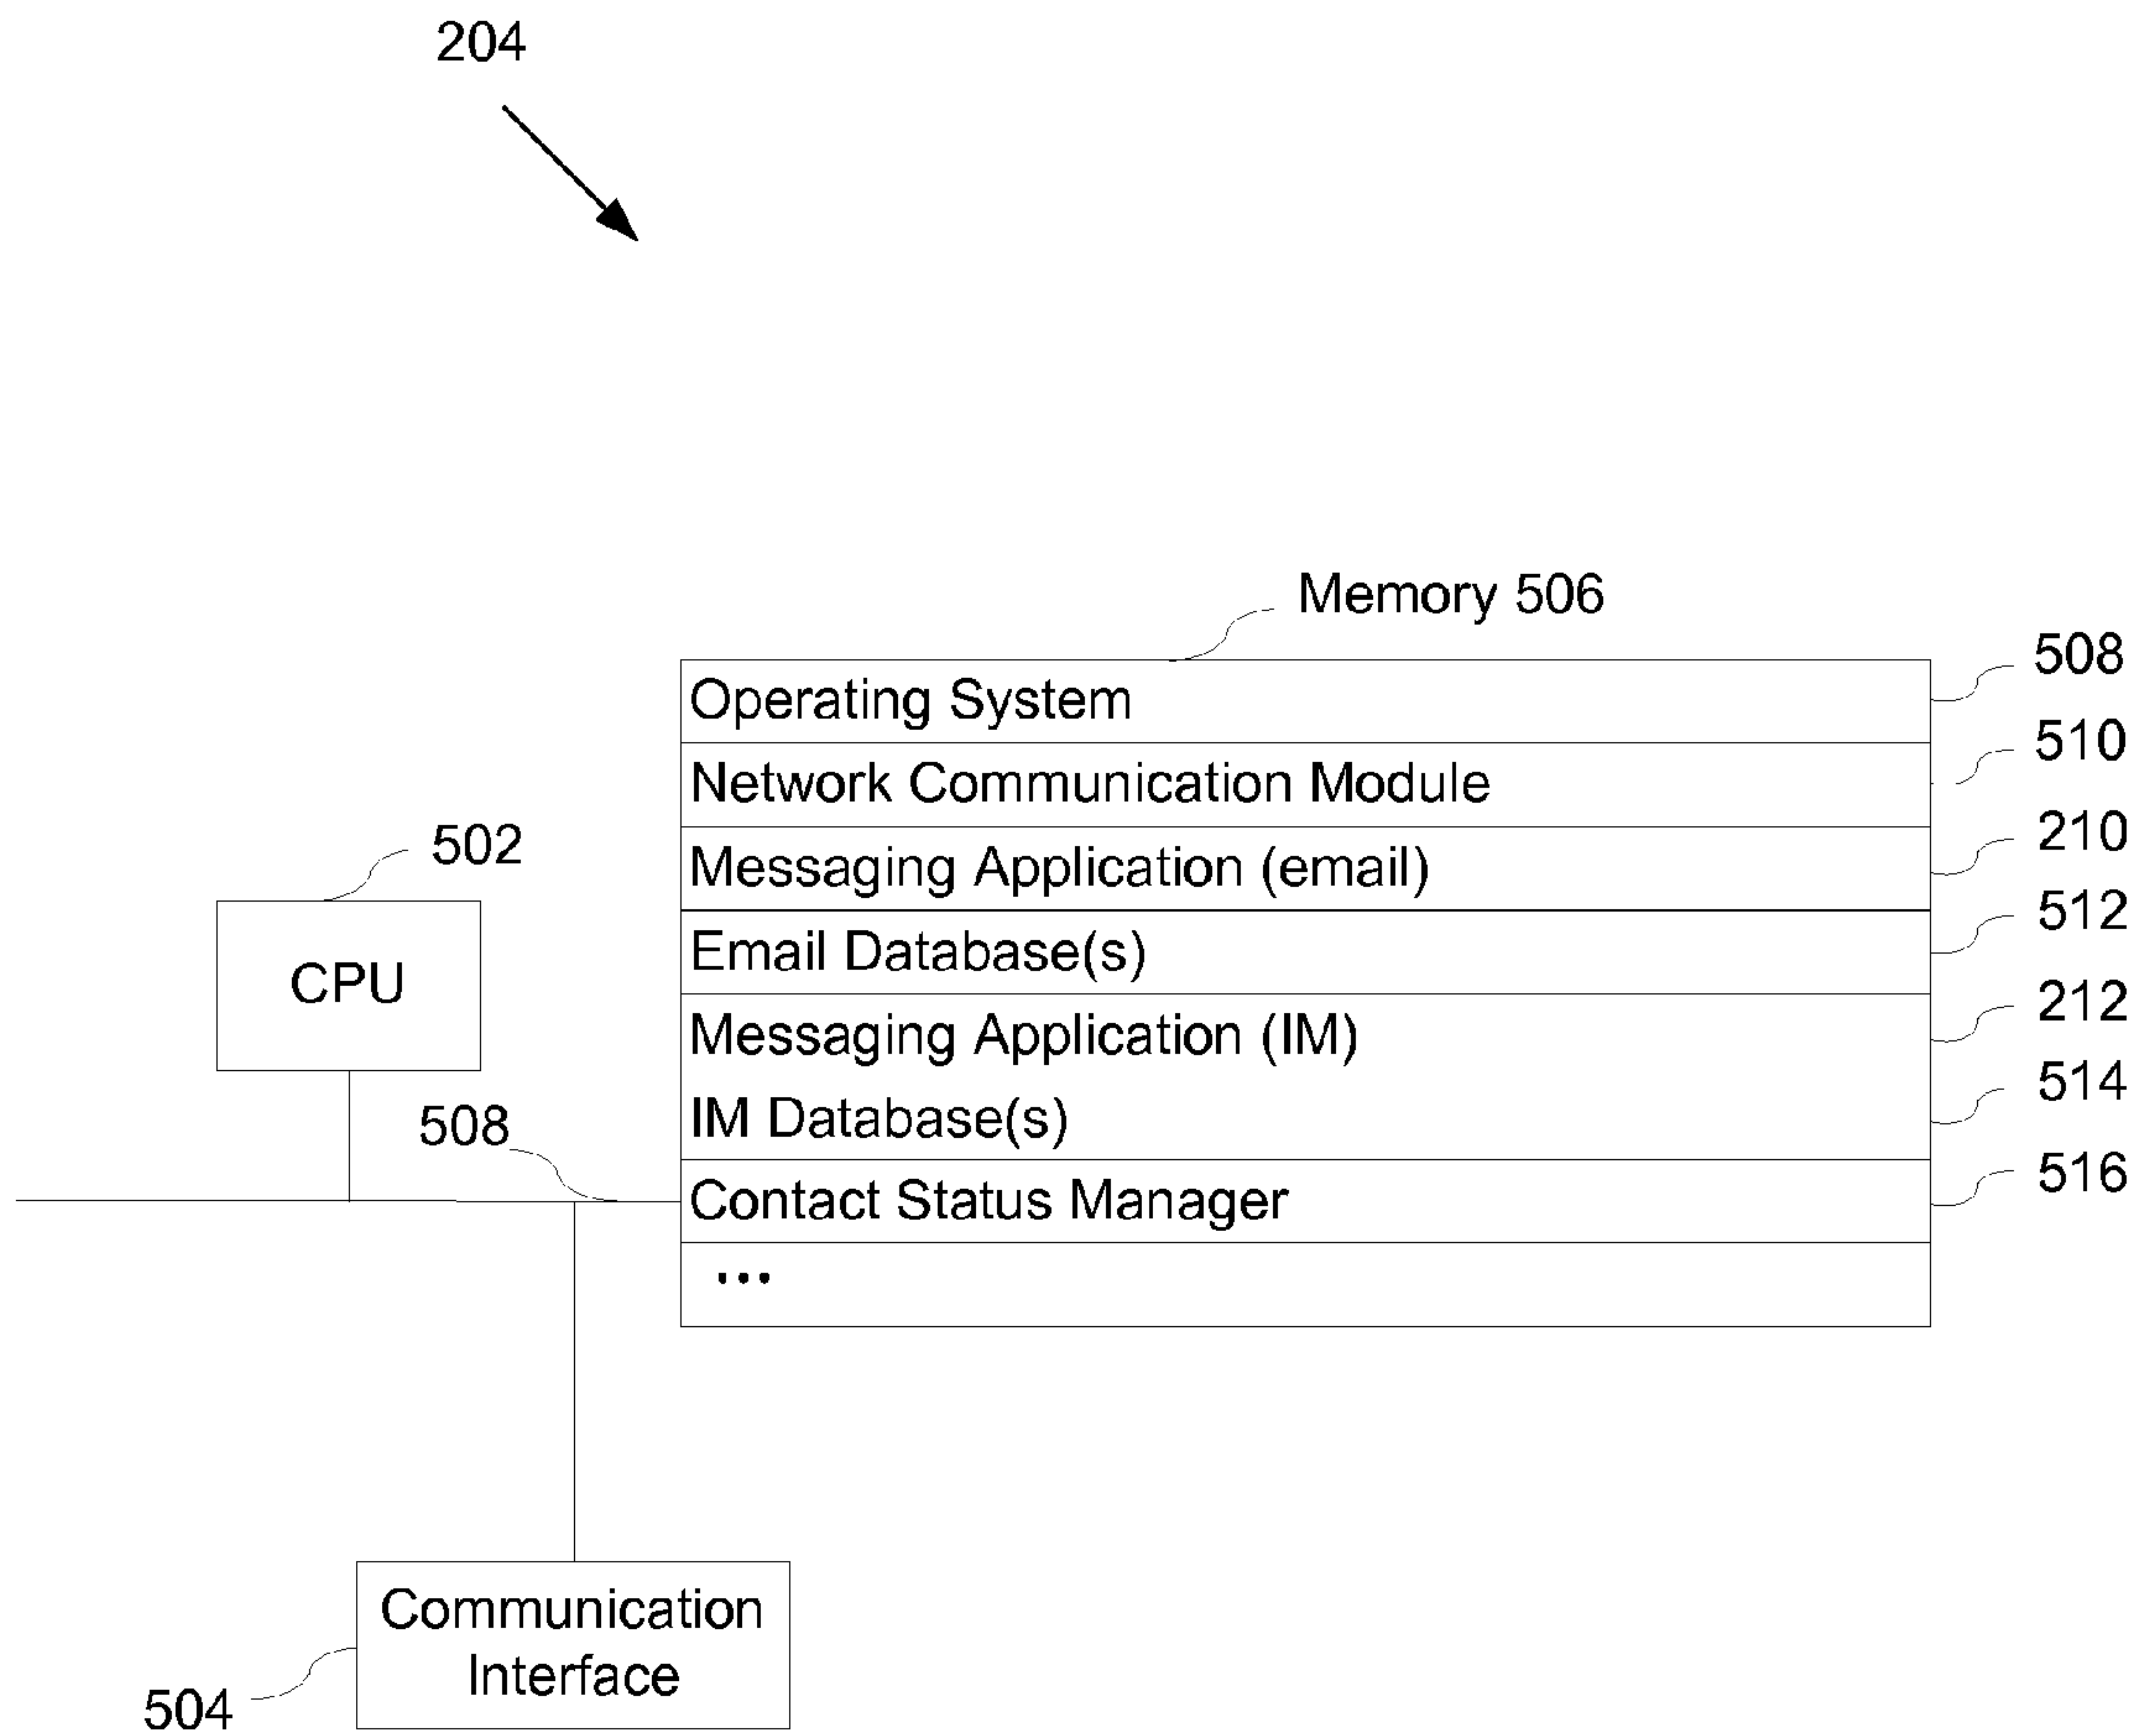 204
Memory 506
Operating System
508
Network Communication Module
510
Messaging Application (email)
210
Email Database(s)
512
Messaging Application (IM)
212
IM Database(s)
514
Contact Status Manager
516
...
502
CPU
508
Communication
Interface
504